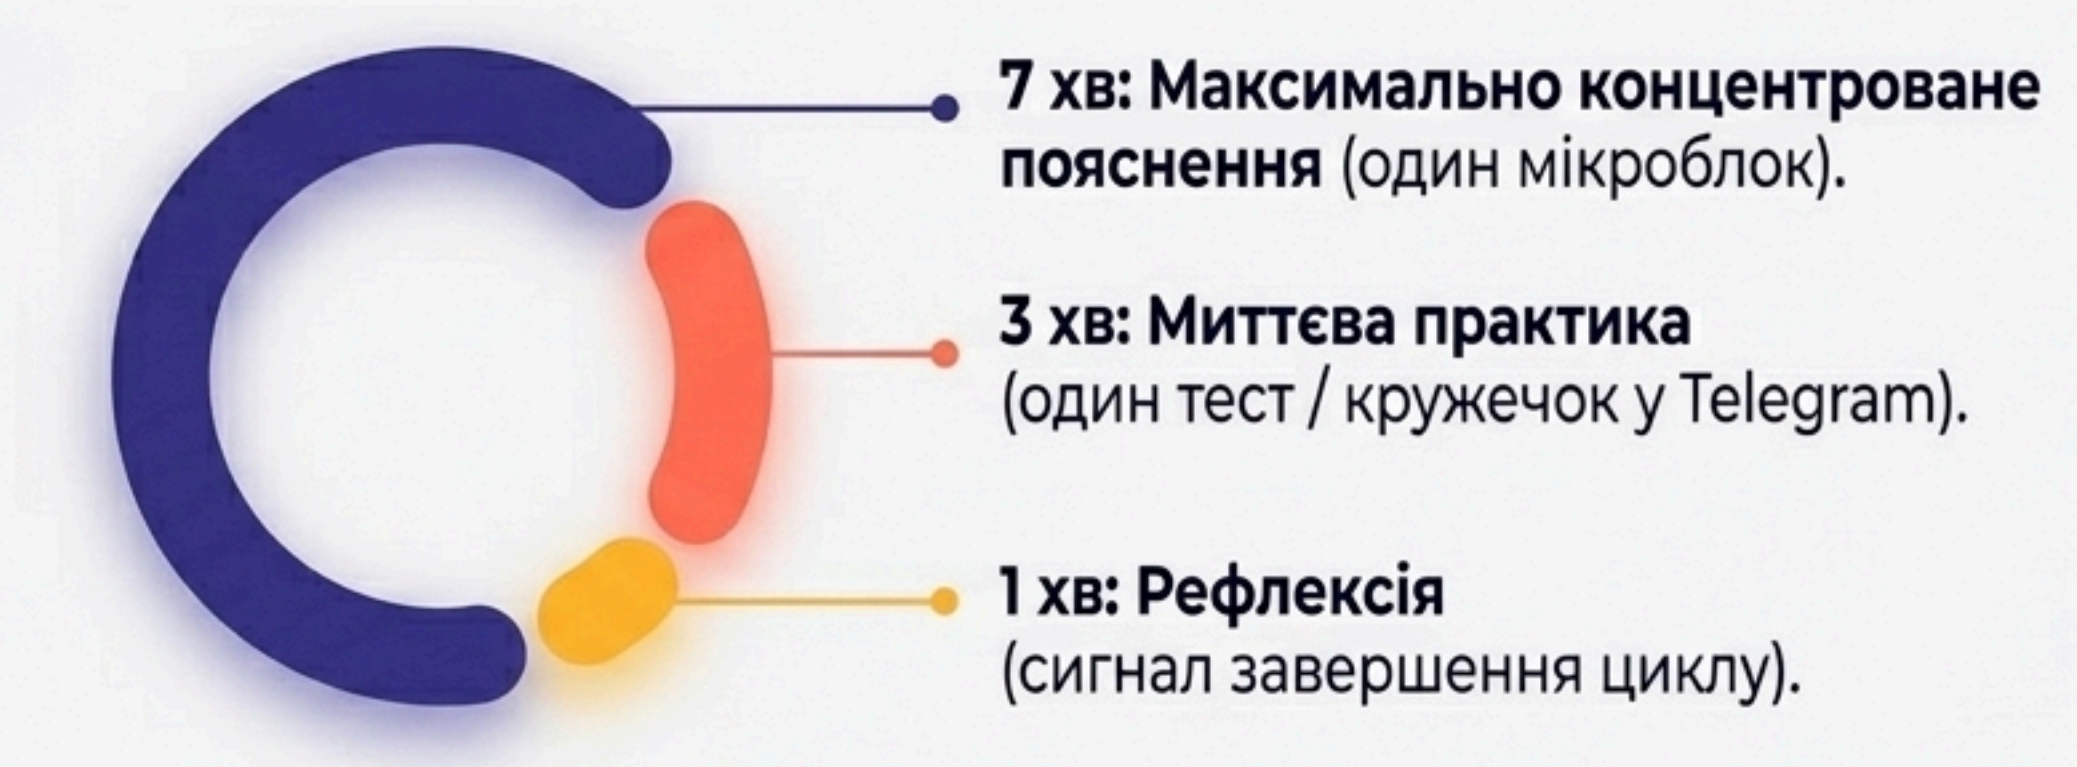 7 хв: Максимально концентроване
пояснення (один мікроблок).
3 хв: Миттєва практика
(один тест / кружечок у Telegram).
1 хв: Рефлексія
(сигнал завершення циклу).